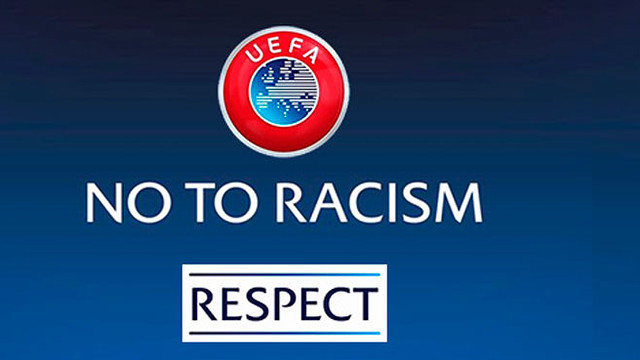 UEFA
NO TO RACISM
RESPECT